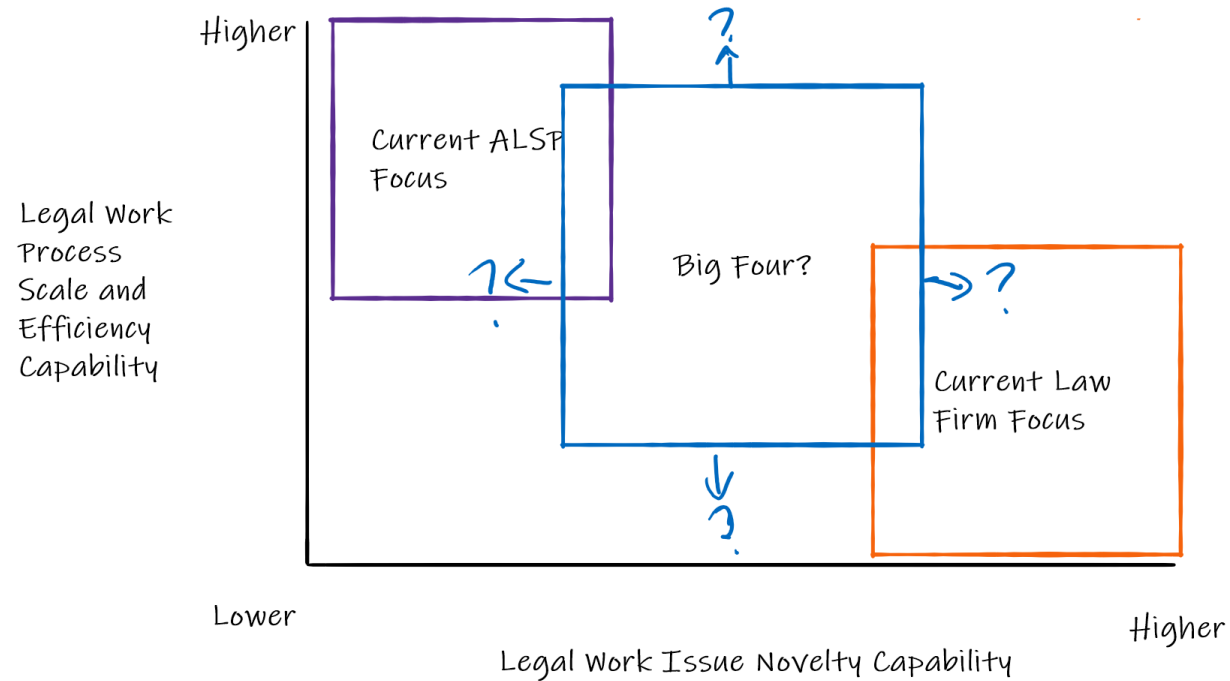 Higher
?
Current ALSP
Focus
Legal Work
Process
Scale and
Efficiency
Capability
Big Four?
?
?
Current Law
Firm Focus
?
Lower
Higher
Legal Work Issue Novelty Capability